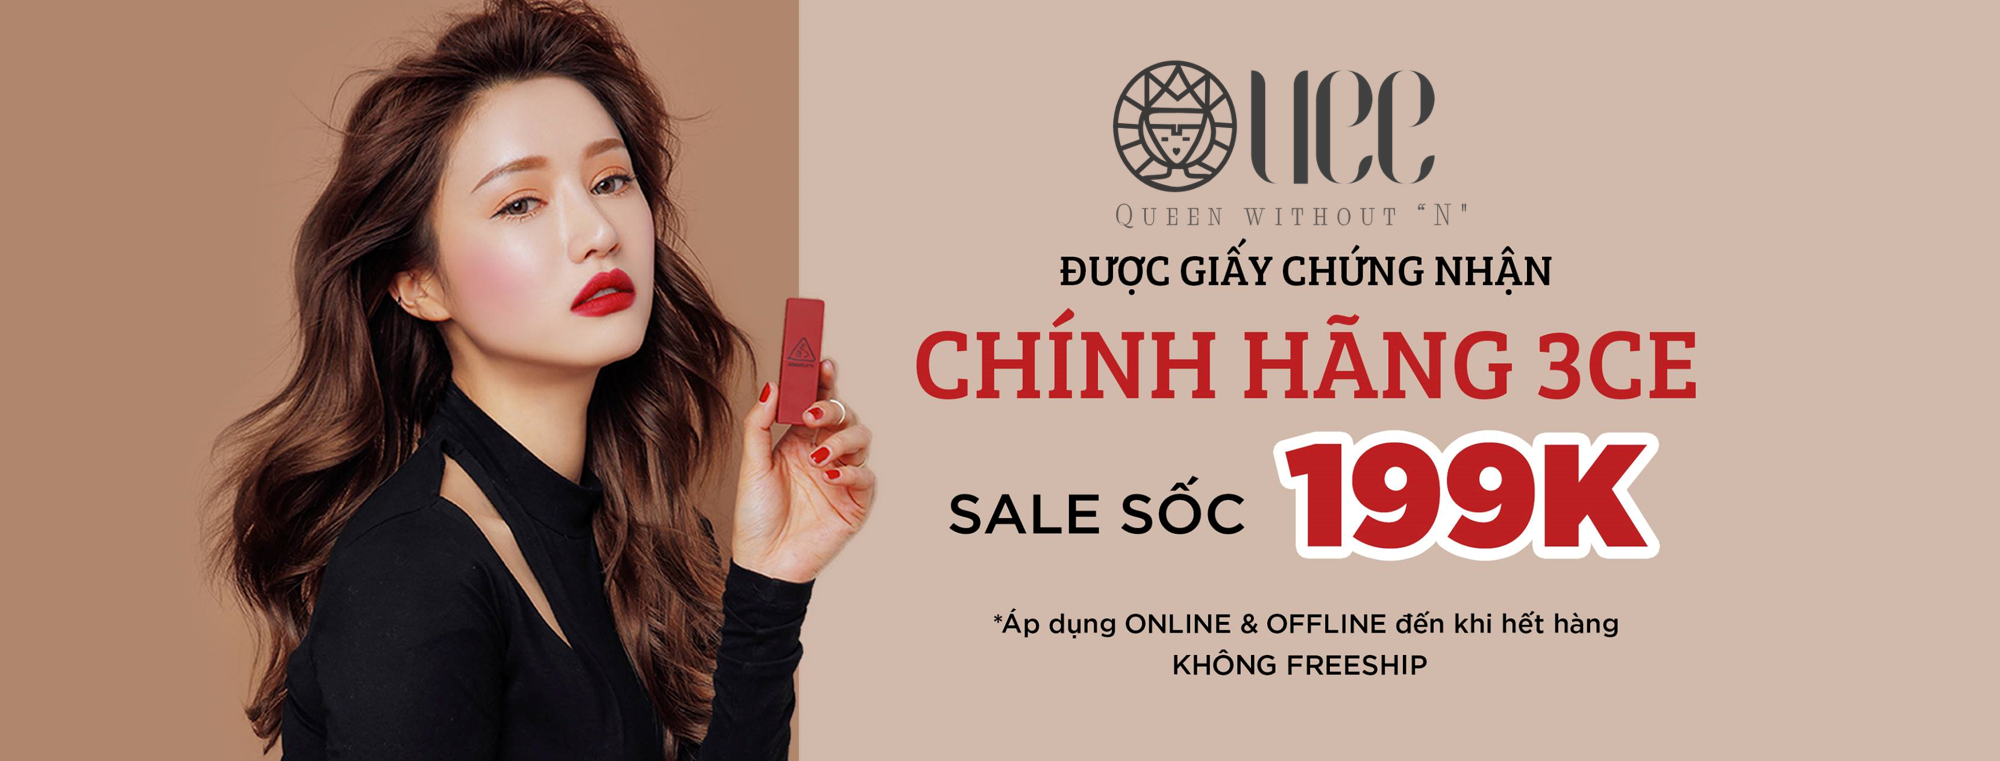 Quee
QUEEN WITHOUT “N"
ĐƯỢC GIẤY CHỨNG NHẬN
CHÍNH HÃNG 3CE
SALE SỐC 199K
*Áp dụng ONLINE & OFFLINE đến khi hết hàng
KHÔNG FREESHIP